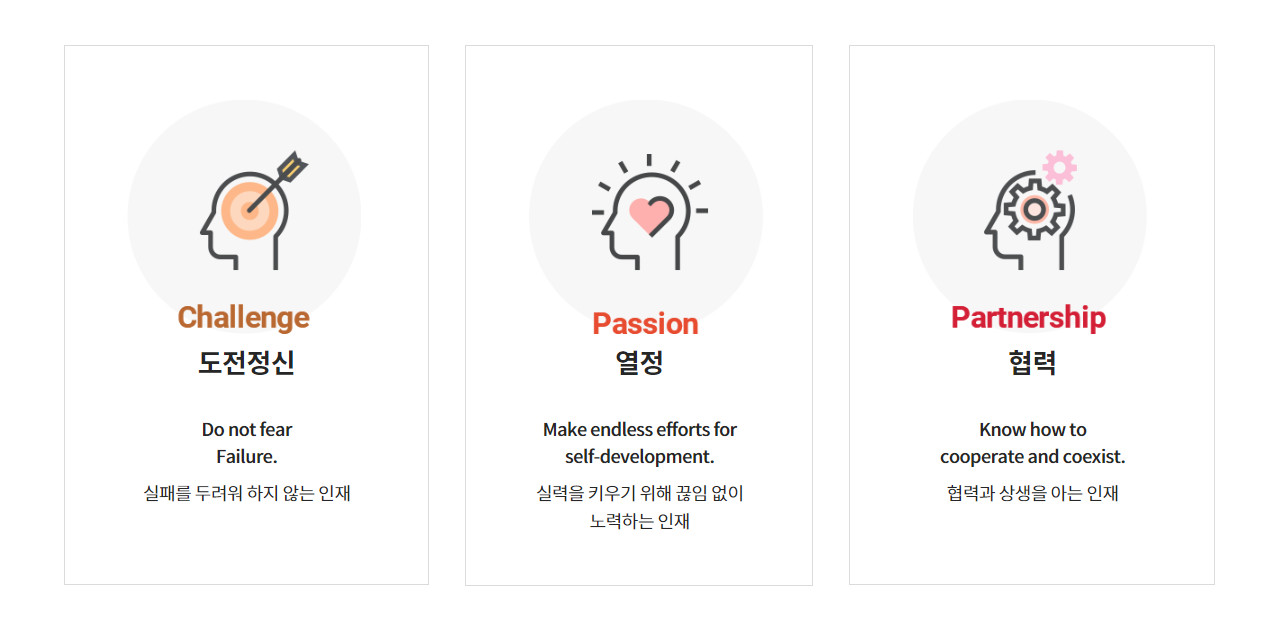 Challenge
도전정신
Do not fear
Failure.
실패를 두려워 하지 않는 인재
Passion
열정
Make endless efforts for
self-development.
실력을 키우기 위해 끊임 없이
노력하는 인재
Partnership
협력
Know how to
cooperate and coexist.
협력과 상생을 아는 인재